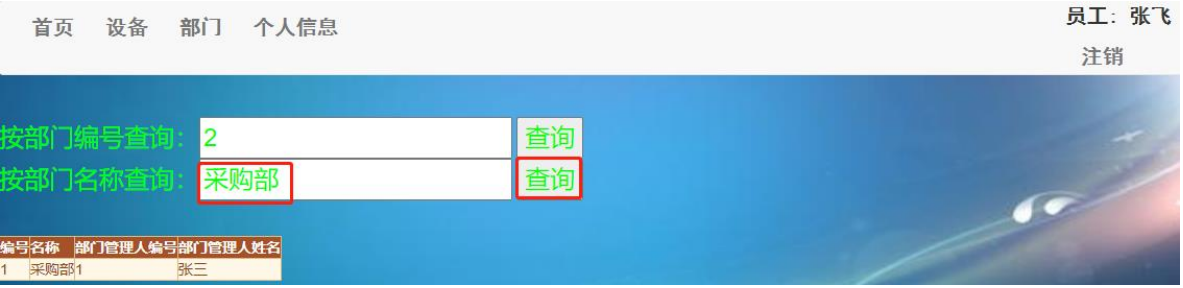 首页 设备 部门 个人信息
员工：张飞
注销
按部门编号查询：2 查询
按部门名称查询：采购部 查询
编号 名称 部门管理人编号 部门管理人姓名
1 采购部 1 张三